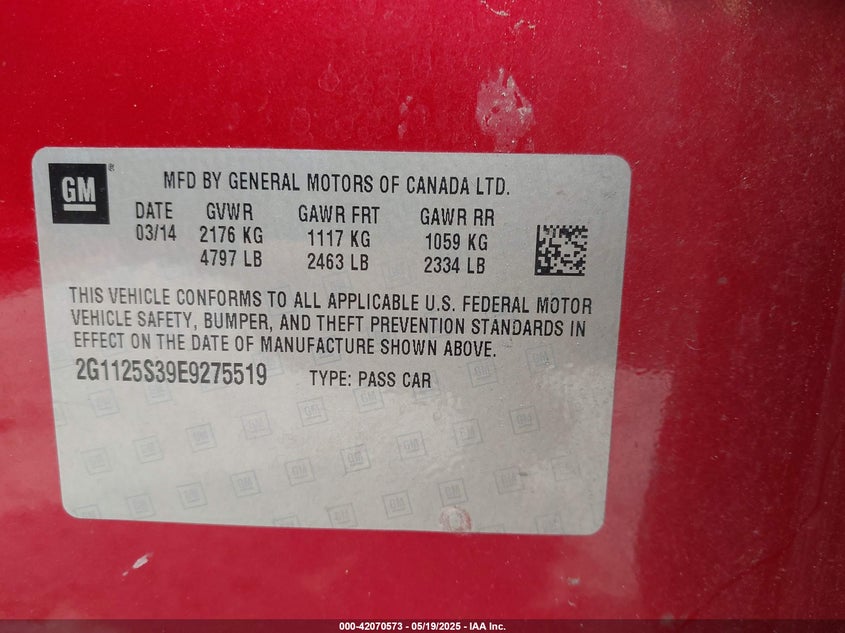 GM ®
MFD BY GENERAL MOTORS OF CANADA LTD.
DATE GVWR GAWR FRT GAWR RR
03/14 2176 KG 1117 KG 1059 KG
4797 LB 2463 LB 2334 LB
THIS VEHICLE CONFORMS TO ALL APPLICABLE U.S. FEDERAL MOTOR
VEHICLE SAFETY, BUMPER, AND THEFT PREVENTION STANDARDS IN
EFFECT ON THE DATE OF MANUFACTURE SHOWN ABOVE.
2G1125S39E9275519 TYPE: PASS CAR
000-42070573 — 05/19/2025 — IAA Inc.